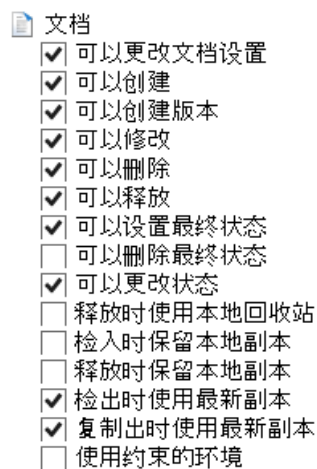 文档
可以更改文档设置
可以创建
可以创建版本
可以修改
可以删除
可以释放
可以设置最终状态
可以删除最终状态
可以更改状态
释放时使用本地回收站
检入时保留本地副本
释放时保留本地副本
检出时使用最新副本
复制出时使用最新副本
使用约束的环境